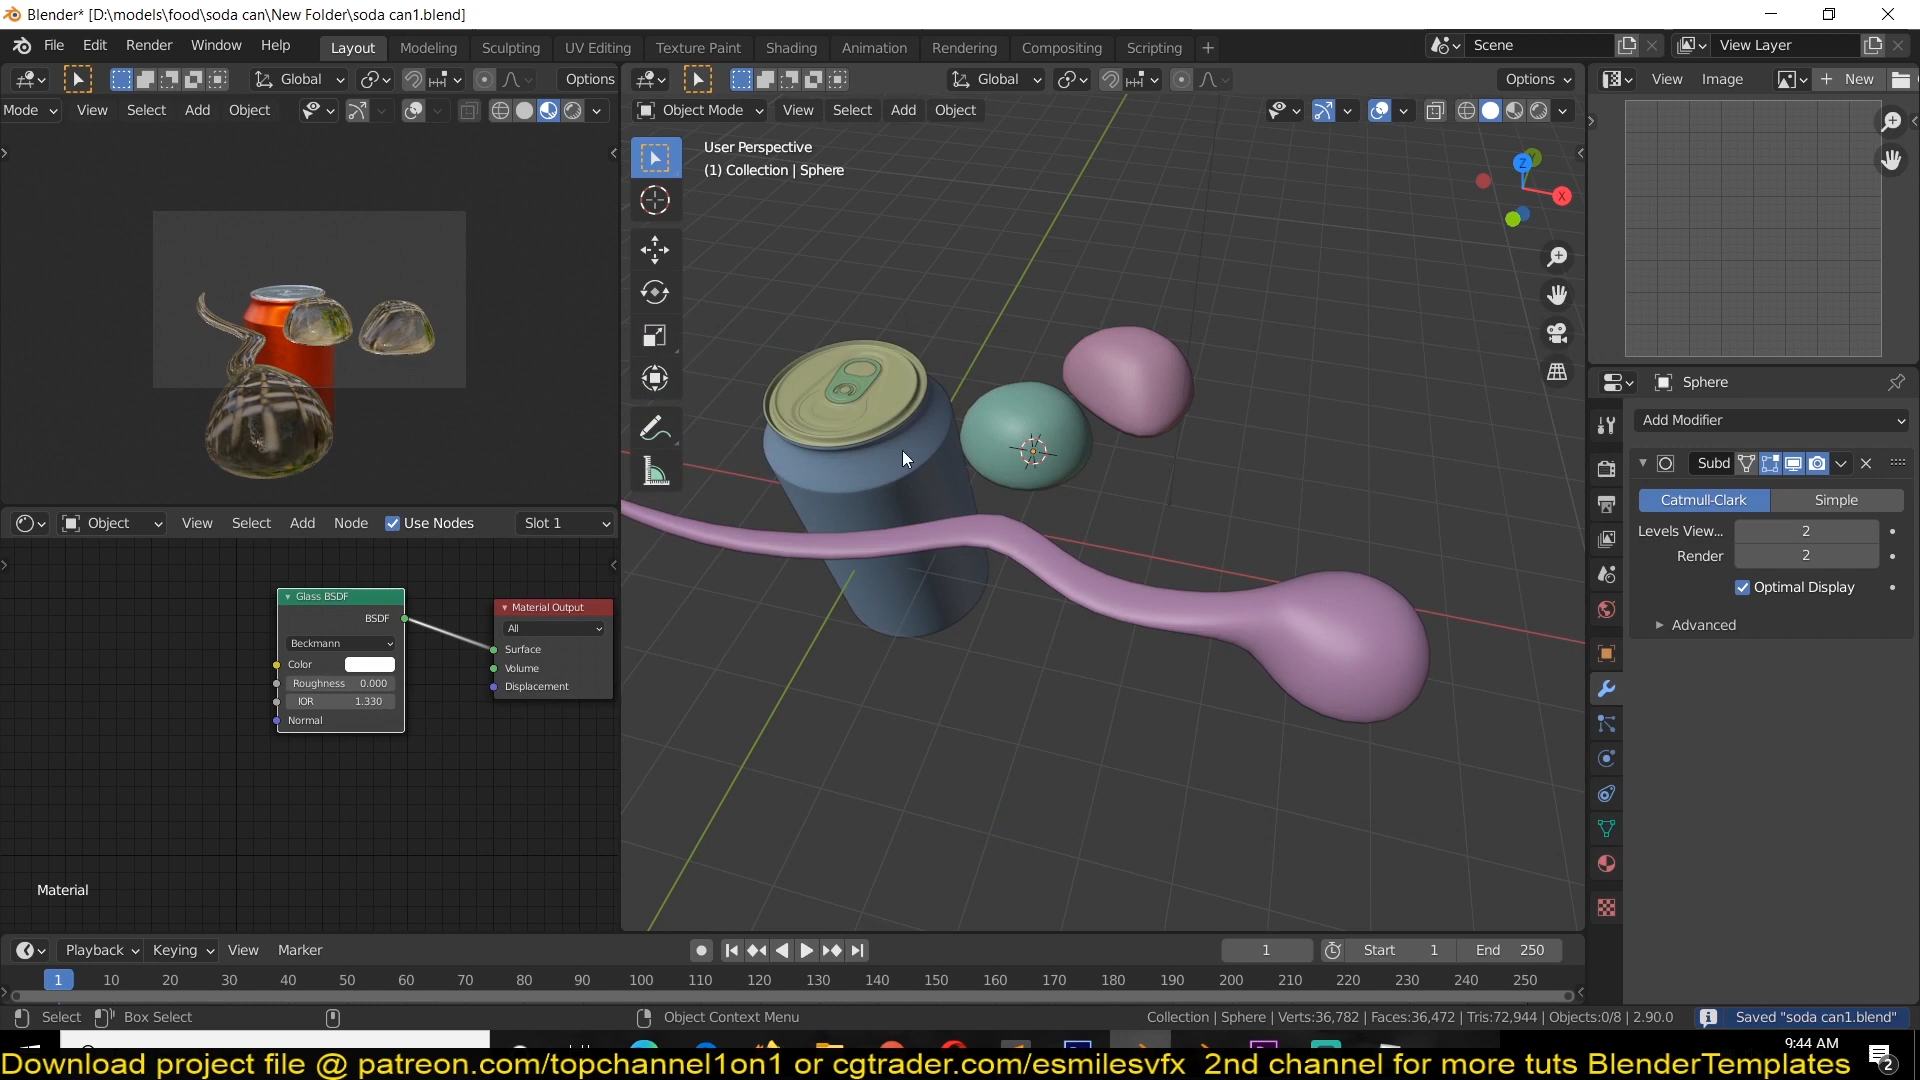 Blender* [D:\models\food\soda can\New Folder\soda can1.blend]
File Edit Render Window Help Layout Modeling Sculpting UV Editing Texture Paint Shading Animation Rendering Compositing Scripting + Scene View Layer
Global Options Global Options View Image + New
Mode View Select Add Object Object Mode View Select Add Object
User Perspective
(1) Collection | Sphere
Z
Y
X
Sphere
Add Modifier
Subd
Catmull-Clark Simple
Levels View... 2
Render 2
Optimal Display
Advanced
Object View Select Add Node Use Nodes Slot 1
Glass BSDF
BSDF
Beckmann
Color
Roughness 0.000
IOR 1.330
Normal
Material Output
All
Surface
Volume
Displacement
Material
Playback Keying View Marker 1 Start 1 End 250
1 10 20 30 40 50 60 70 80 90 100 110 120 130 140 150 160 170 180 190 200 210 220 230 240 250
Select Box Select Object Context Menu Collection | Sphere | Verts:36,782 | Faces:36,472 | Tris:72,944 | Objects:0/8 | 2.90.0 Saved "soda can1.blend"
9:44 AM
2
Download project file @ patreon.com/topchannel1on1 or cgtrader.com/esmilesvfx 2nd channel for more tuts BlenderTemplates